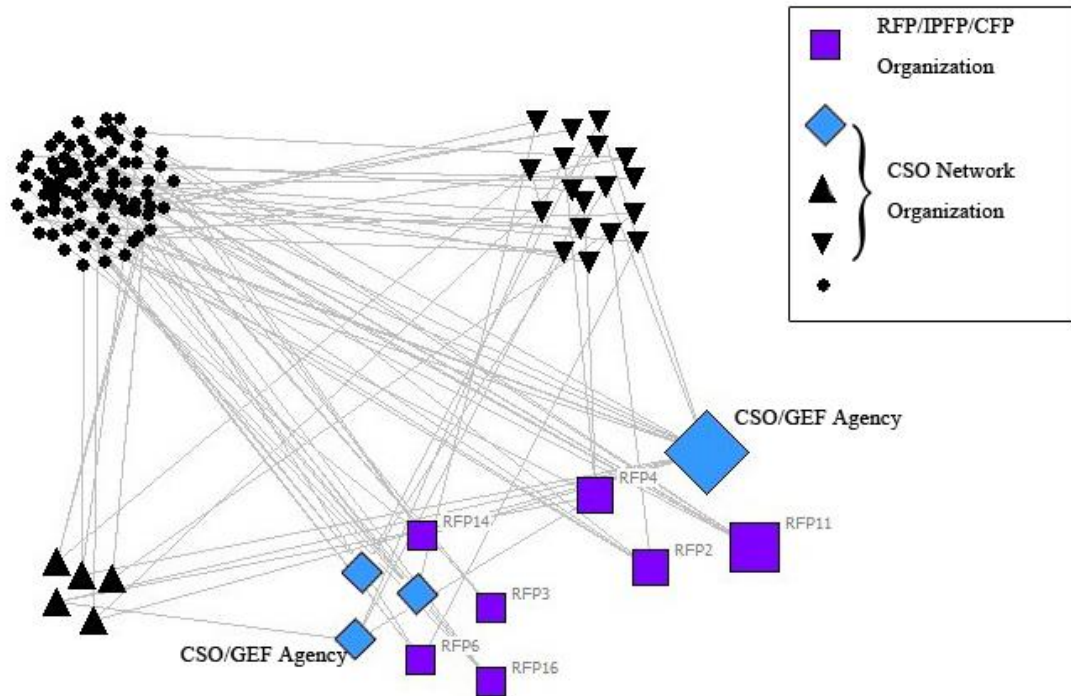 RFP/IPFP/CFP
Organization
CSO Network
Organization
CSO/GEF Agency
RFP4
RFP14
RFP11
RFP2
RFP3
RFP6
CSO/GEF Agency
RFP16